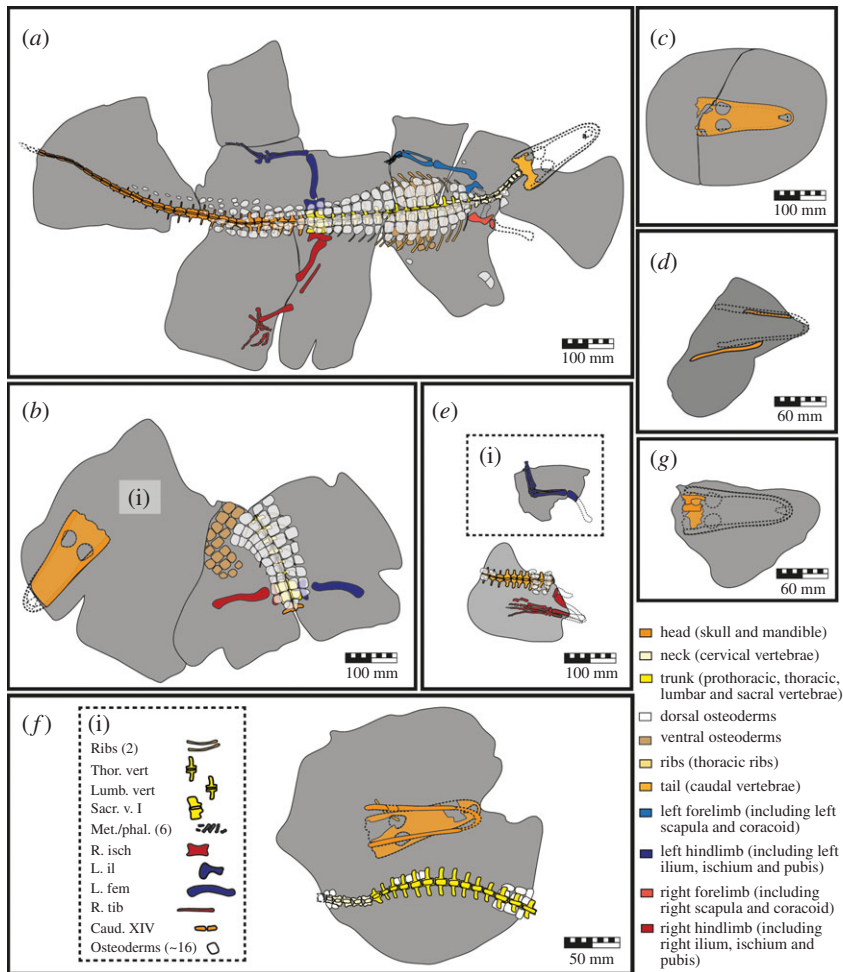 (a)
100 mm
(b)
(i)
100 mm
(c)
100 mm
(d)
60 mm
(e)
(i)
100 mm
(g)
60 mm
(f)
(i)
Ribs (2)
Thor. vert
Lumb. vert
Sacr. v. I
Met./phal. (6)
R. isch
L. il
L. fem
R. tib
Caud. XIV
Osteoderms (~16)
50 mm
head (skull and mandible)
neck (cervical vertebrae)
trunk (prothoracic, thoracic,
lumbar and sacral vertebrae)
dorsal osteoderms
ventral osteoderms
ribs (thoracic ribs)
tail (caudal vertebrae)
left forelimb (including left
scapula and coracoid)
left hindlimb (including left
ilium, ischium and pubis)
right forelimb (including
right scapula and coracoid)
right hindlimb (including
right ilium, ischium and
pubis)